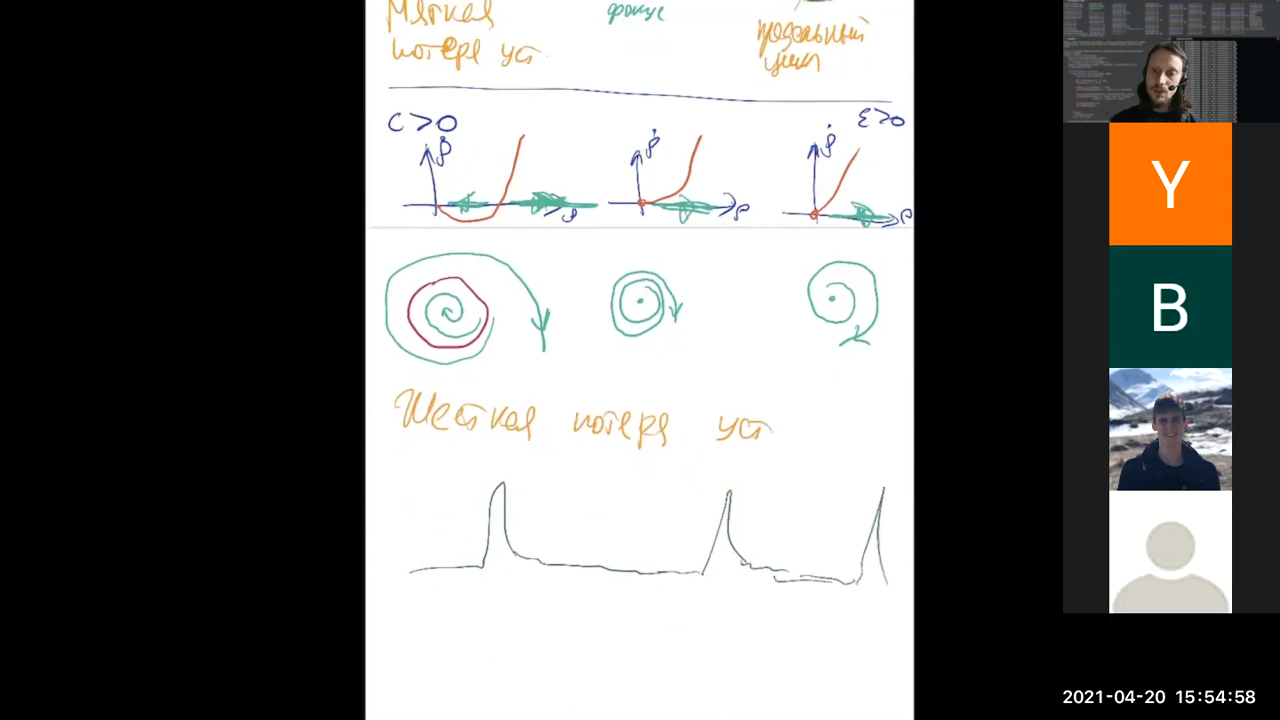 Мягкая
потеря уст.
фокус
предельный
цикл
C > 0
ρ̇
ρ
ρ̇
ρ
ε > 0
ρ̇
ρ
Жесткая потеря уст
Y
B
2021-04-20 15:54:58